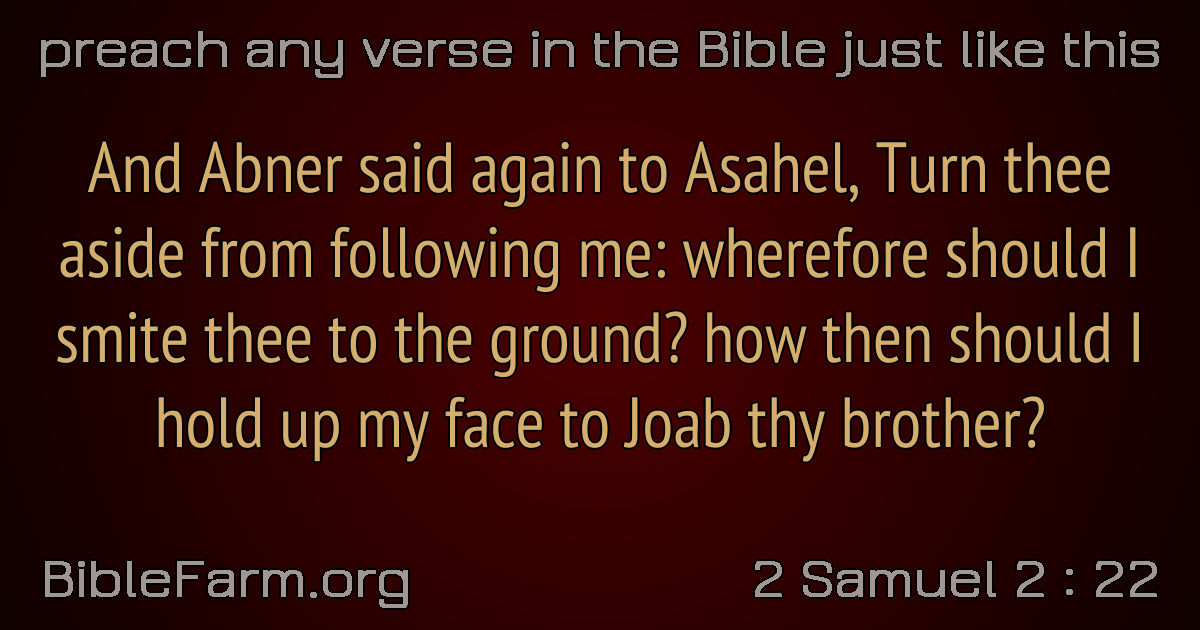 preach any verse in the Bible just like this
And Abner said again to Asahel, Turn thee
aside from following me: wherefore should I
smite thee to the ground? how then should I
hold up my face to Joab thy brother?
BibleFarm.org
2 Samuel 2 : 22